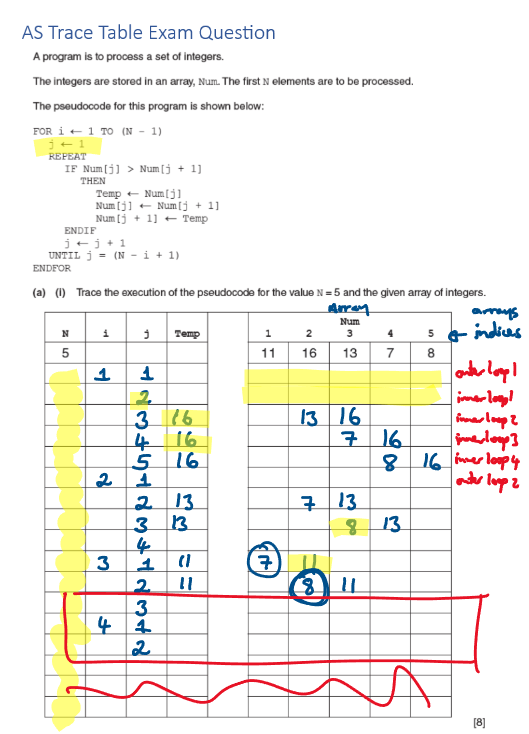 AS Trace Table Exam Question
A program is to process a set of integers.
The integers are stored in an array, Num. The first N elements are to be processed.
The pseudocode for this program is shown below:
FOR i ← 1 TO (N - 1)
j ← 1
REPEAT
IF Num[j] > Num[j + 1]
THEN
Temp ← Num[j]
Num[j] ← Num[j + 1]
Num[j + 1] ← Temp
ENDIF
j ← j + 1
UNTIL j = (N - i + 1)
ENDFOR
(a) (i) Trace the execution of the pseudocode for the value N = 5 and the given array of integers.
Array arrays
Num
N i j Temp 1 2 3 4 5 ← indices
5 11 16 13 7 8
1 1 outer loop 1
2 inner loop 1
3 16 13 16 inner loop 2
4 16 7 16 inner loop 3
5 16 8 16 inner loop 4
2 1 outer loop 2
2 13 7 13
3 13 8 13
4
3 1 11 7 11
2 11 8 11
3
4 1
2
[8]